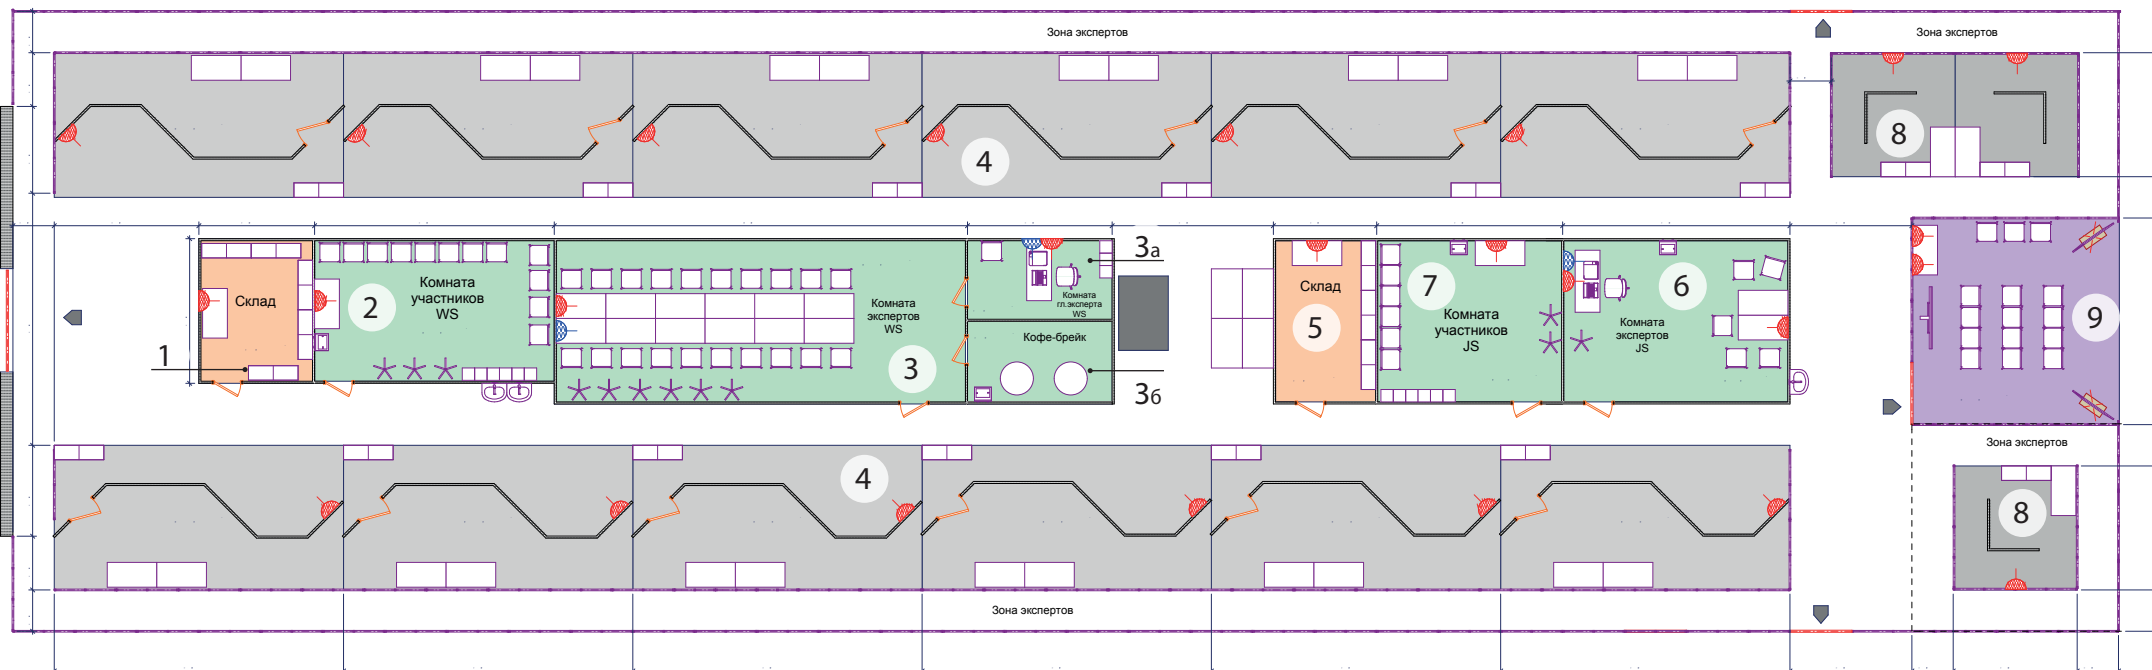 Зона экспертов
Зона экспертов
4
8
1
Склад
2
Комната
участников
WS
Комната
экспертов
WS
3
3а
Комната
гл.эксперта
WS
Кофе-брейк
3б
Склад
5
7
Комната
участников
JS
6
Комната
экспертов
JS
9
Зона экспертов
4
8
Зона экспертов